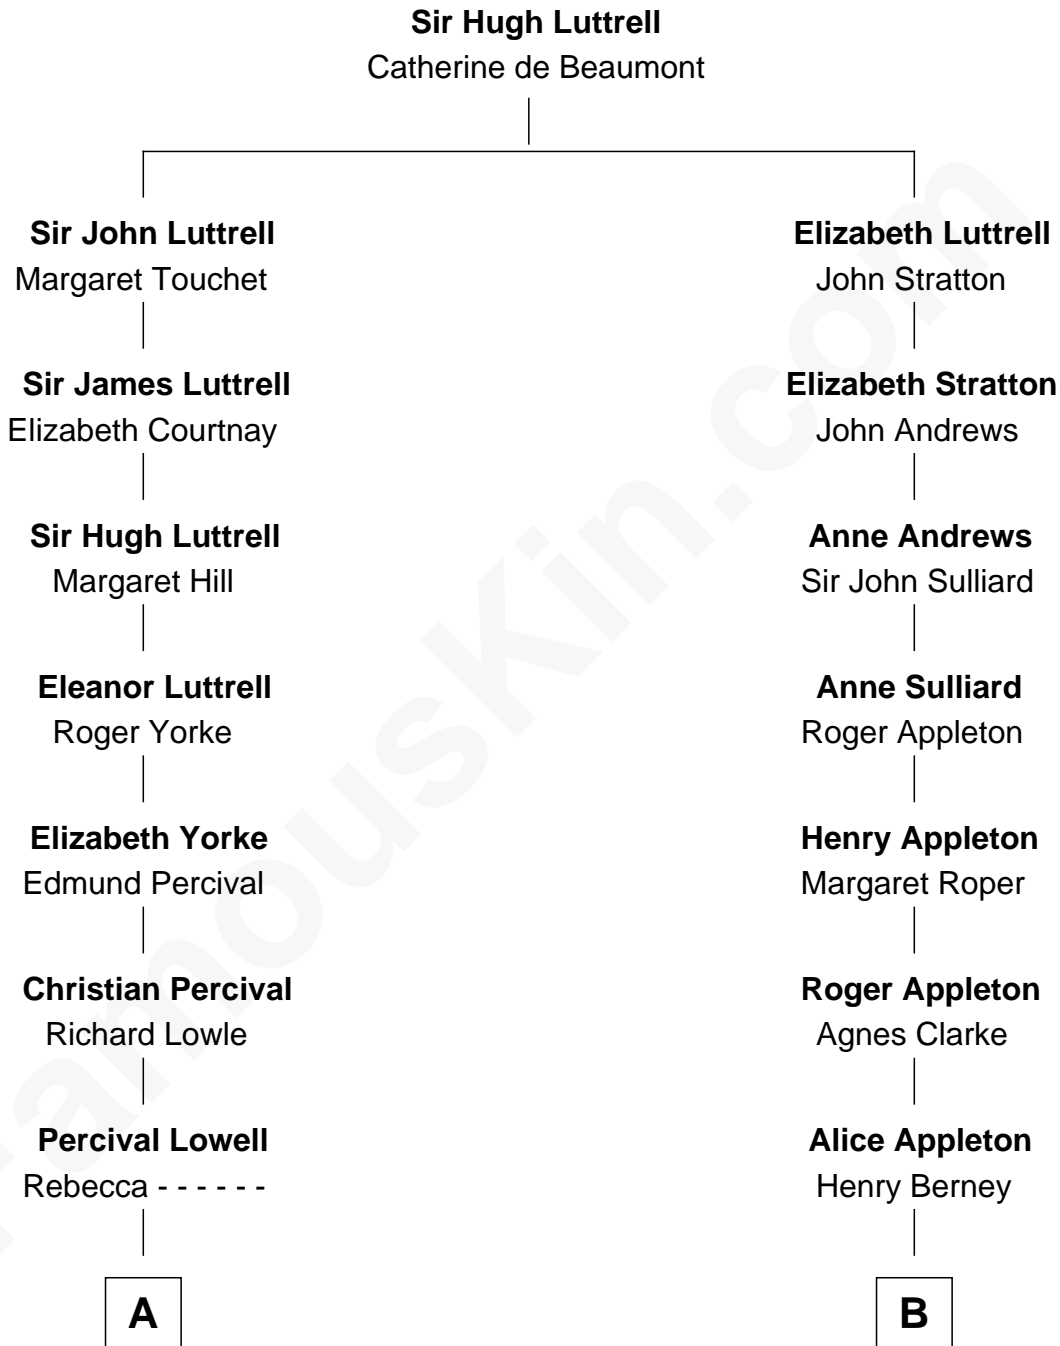 Sir Hugh Luttrell
Catherine de Beaumont
Sir John Luttrell
Margaret Touchet
Elizabeth Luttrell
John Stratton
Sir James Luttrell
Elizabeth Courtnay
Elizabeth Stratton
John Andrews
Sir Hugh Luttrell
Margaret Hill
Anne Andrews
Sir John Sulliard
Eleanor Luttrell
Roger Yorke
Anne Sulliard
Roger Appleton
Elizabeth Yorke
Edmund Percival
Henry Appleton
Margaret Roper
Christian Percival
Richard Lowle
Roger Appleton
Agnes Clarke
Percival Lowell
Rebecca - - - - - -
Alice Appleton
Henry Berney
A
B
FamousKin.com